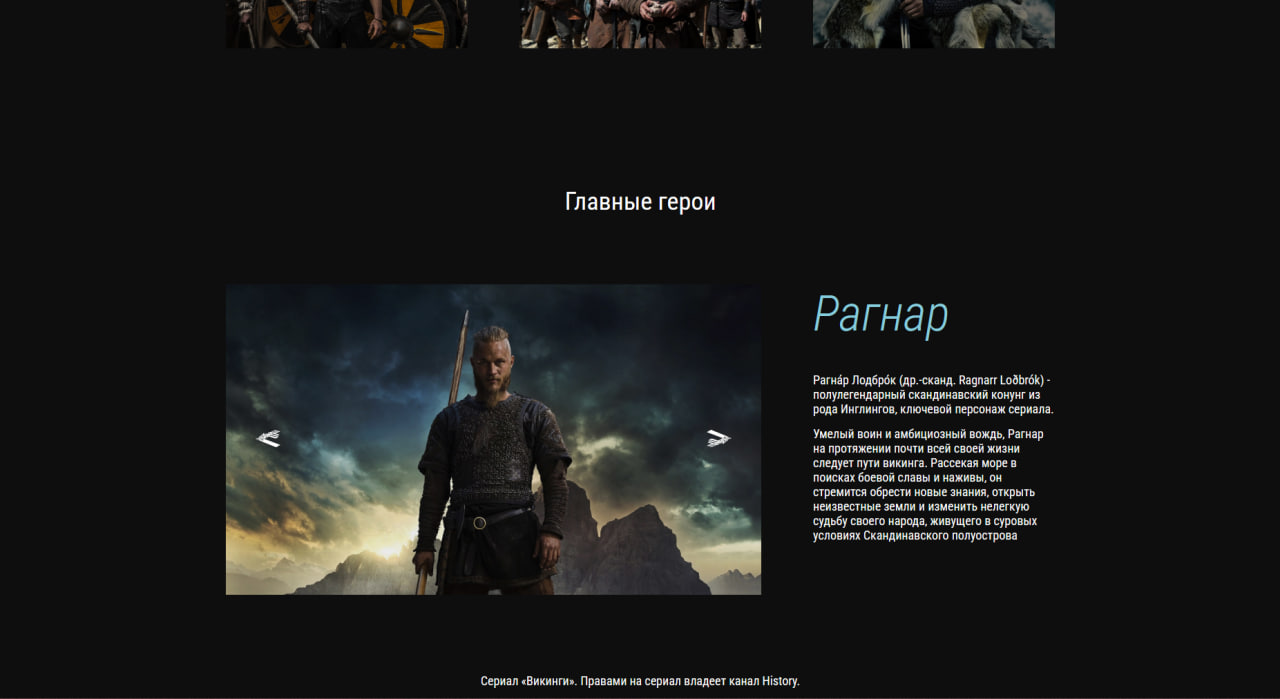 Главные герои
Рагнар
Рагна́р Лодбро́к (др.-сканд. Ragnarr Loðbrók) -
полулегендарный скандинавский конунг из
рода Инглингов, ключевой персонаж сериала.
Умелый воин и амбициозный вождь, Рагнар
на протяжении почти всей своей жизни
следует пути викинга. Рассекая море в
поисках боевой славы и наживы, он
стремится обрести новые знания, открыть
неизвестные земли и изменить нелегкую
судьбу своего народа, живущего в суровых
условиях Скандинавского полуострова
Сериал «Викинги». Правами на сериал владеет канал History.